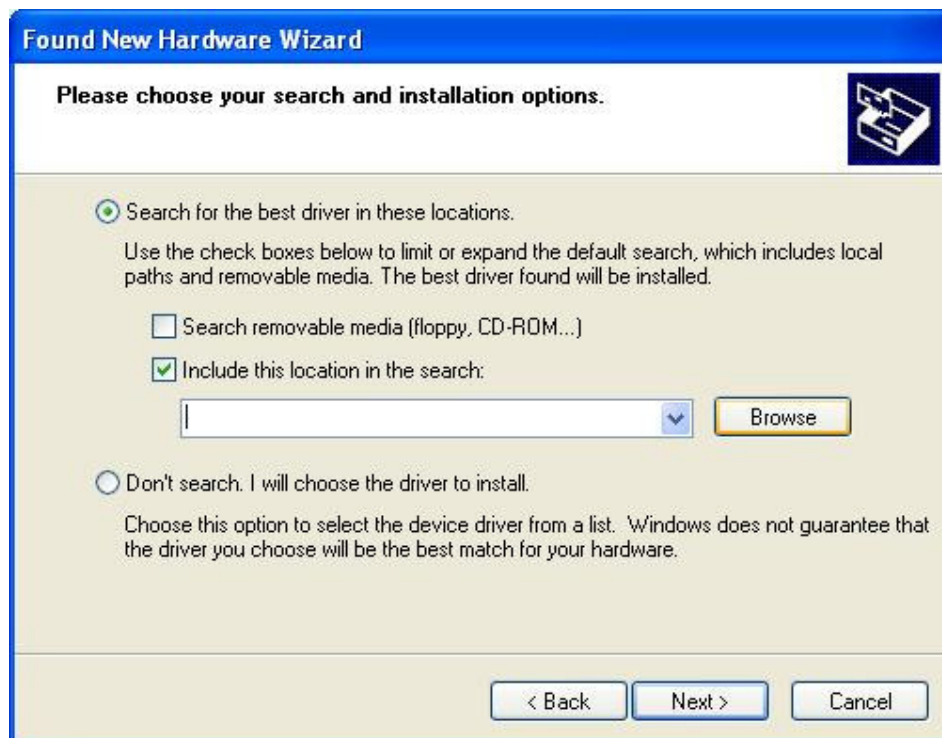 Found New Hardware Wizard
Please choose your search and installation options.
Search for the best driver in these locations.
Use the check boxes below to limit or expand the default search, which includes local
paths and removable media. The best driver found will be installed.
Search removable media (floppy, CD-ROM...)
Include this location in the search:
Browse
Don't search. I will choose the driver to install.
Choose this option to select the device driver from a list. Windows does not guarantee that
the driver you choose will be the best match for your hardware.
< Back Next > Cancel